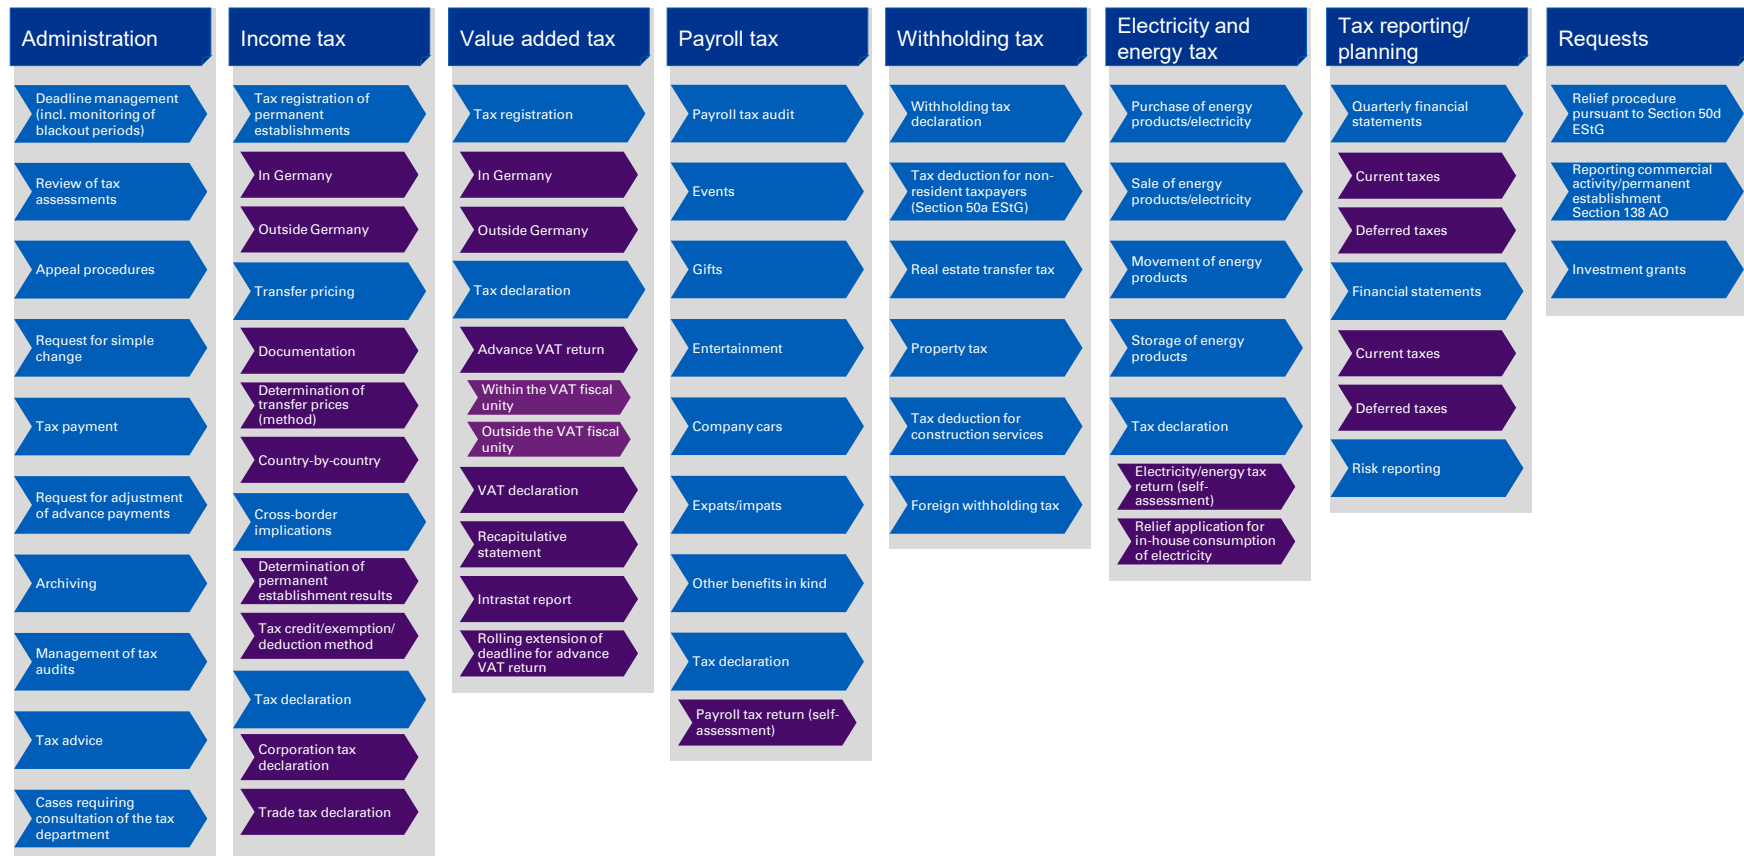 Administration
Deadline management
(incl. monitoring of
blackout periods)
Review of tax
assessments
Appeal procedures
Request for simple
change
Tax payment
Request for adjustment
of advance payments
Archiving
Management of tax
audits
Tax advice
Cases requiring
consultation of the tax
department
Income tax
Tax registration of
permanent
establishments
In Germany
Outside Germany
Transfer pricing
Documentation
Determination of
transfer prices
(method)
Country-by-country
Cross-border
implications
Determination of
permanent
establishment results
Tax credit/exemption/
deduction method
Tax declaration
Corporation tax
declaration
Trade tax declaration
Value added tax
Tax registration
In Germany
Outside Germany
Tax declaration
Advance VAT return
Within the VAT fiscal
unity
Outside the VAT fiscal
unity
VAT declaration
Recapitulative
statement
Intrastat report
Rolling extension of
deadline for advance
VAT return
Payroll tax
Payroll tax audit
Events
Gifts
Entertainment
Company cars
Expats/impats
Other benefits in kind
Tax declaration
Payroll tax return (self-
assessment)
Withholding tax
Withholding tax
declaration
Tax deduction for non-
resident taxpayers
(Section 50a EStG)
Real estate transfer tax
Property tax
Tax deduction for
construction services
Foreign withholding tax
Electricity and
energy tax
Purchase of energy
products/electricity
Sale of energy
products/electricity
Movement of energy
products
Storage of energy
products
Tax declaration
Electricity/energy tax
return (self-
assessment)
Relief application for
in-house consumption
of electricity
Tax reporting/
planning
Quarterly financial
statements
Current taxes
Deferred taxes
Financial statements
Current taxes
Deferred taxes
Risk reporting
Requests
Relief procedure
pursuant to Section 50d
EStG
Reporting commercial
activity/permanent
establishment
Section 138 AO
Investment grants